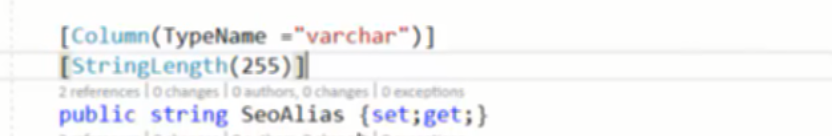 [Column(TypeName ="varchar")]
[StringLength(255)]
2 references | 0 changes | 0 authors, 0 changes | 0 exceptions
public string SeoAlias {set;get;}